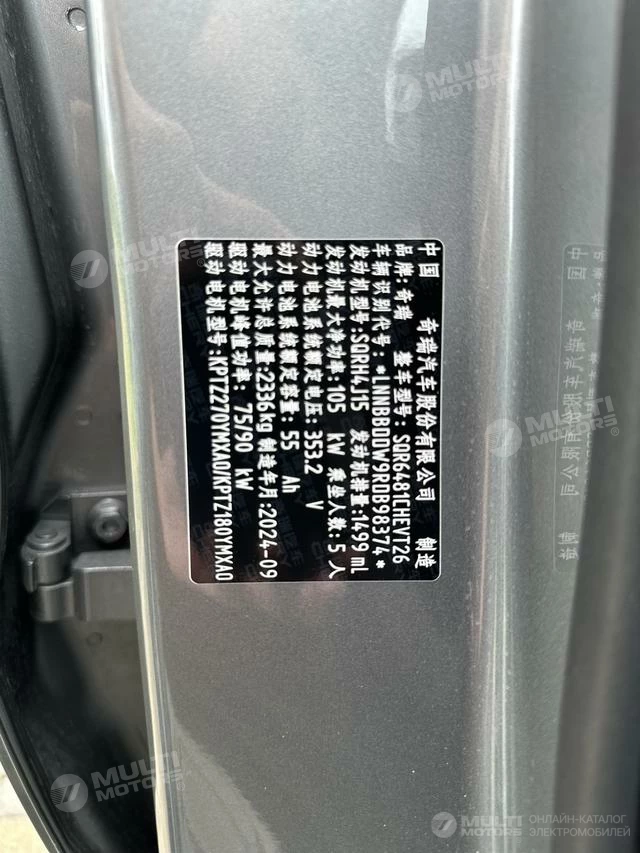 中国 奇瑞汽车股份有限公司 制造
品牌:奇瑞 整车型号:SQR6481CHEVT26
车辆识别代号:*LNNBBDDW9RDB98374*
发动机型号:SQRH4J15 发动机排量:1499 ml
发动机最大净功率:105 kW 乘坐人数:5人
动力电池系统额定电压:353.2 V
动力电池系统额定容量:55 Ah
最大允许总质量:2336kg 制造年月:2024-09
驱动电机峰值功率:75/90 kW
驱动电机型号:KPTZ270YMXA0/KPTZ180YMXA0
MULTI MOTORS
MULTI MOTORS
MULTI MOTORS
MULTI MOTORS
MULTI MOTORS
ОНЛАЙН-КАТАЛОГ
ЭЛЕКТРОМОБИЛЕЙ